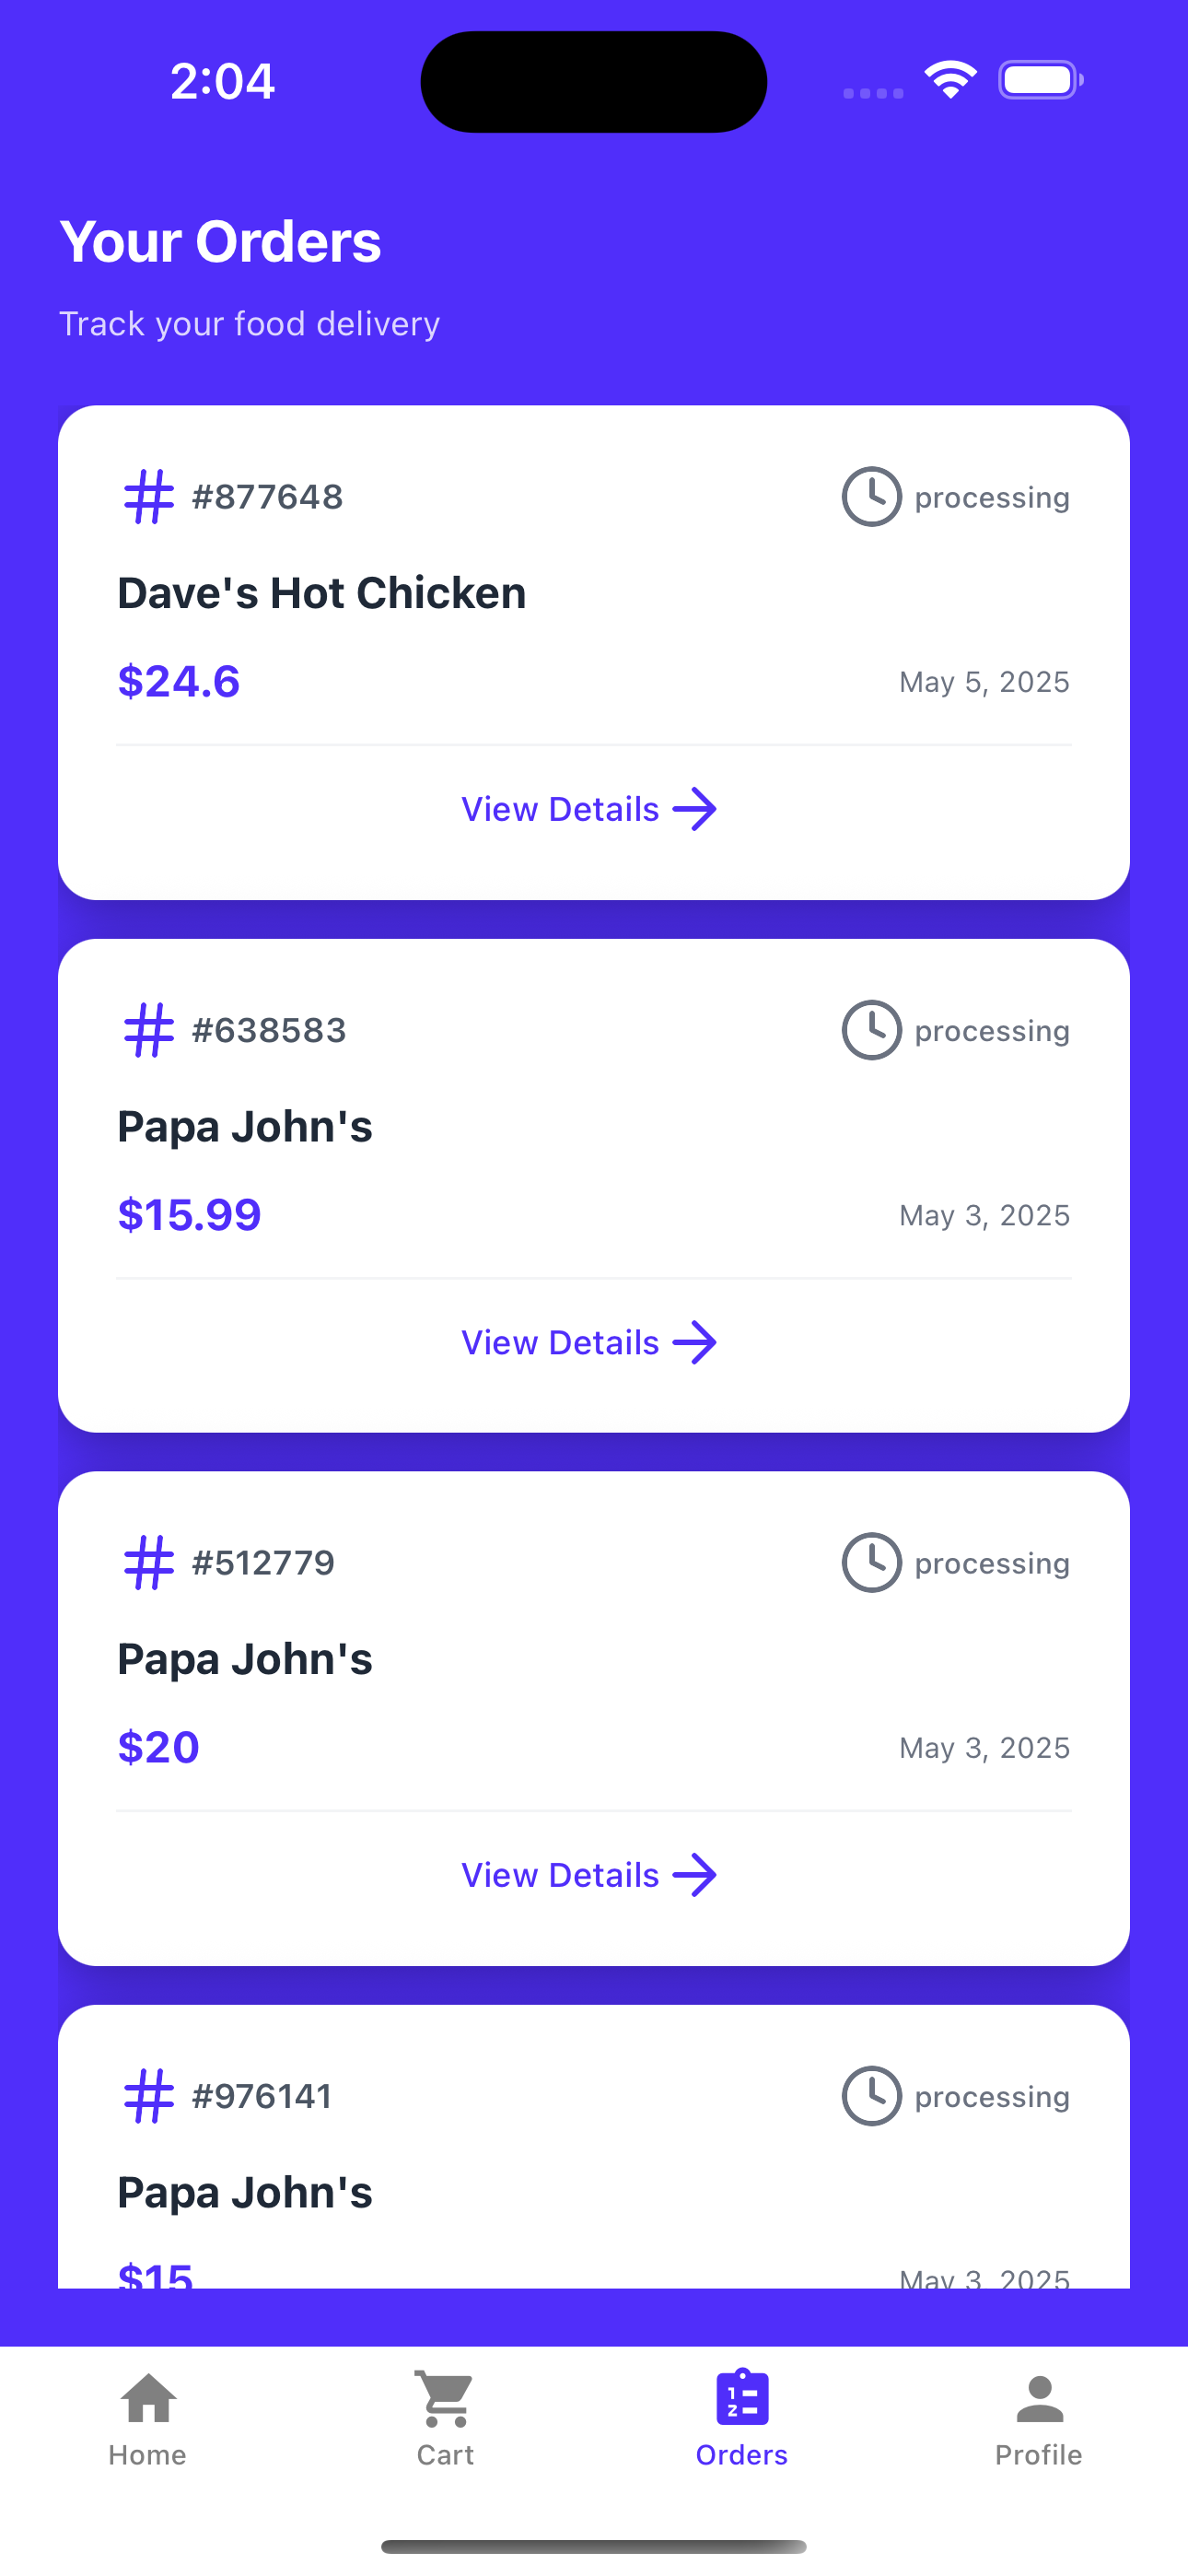 2:04
Your Orders
Track your food delivery
#877648
processing
Dave's Hot Chicken
$24.6
May 5, 2025
View Details
#638583
processing
Papa John's
$15.99
May 3, 2025
View Details
#512779
processing
Papa John's
$20
May 3, 2025
View Details
#976141
processing
Papa John's
$15
May 3, 2025
Home
Cart
Orders
Profile